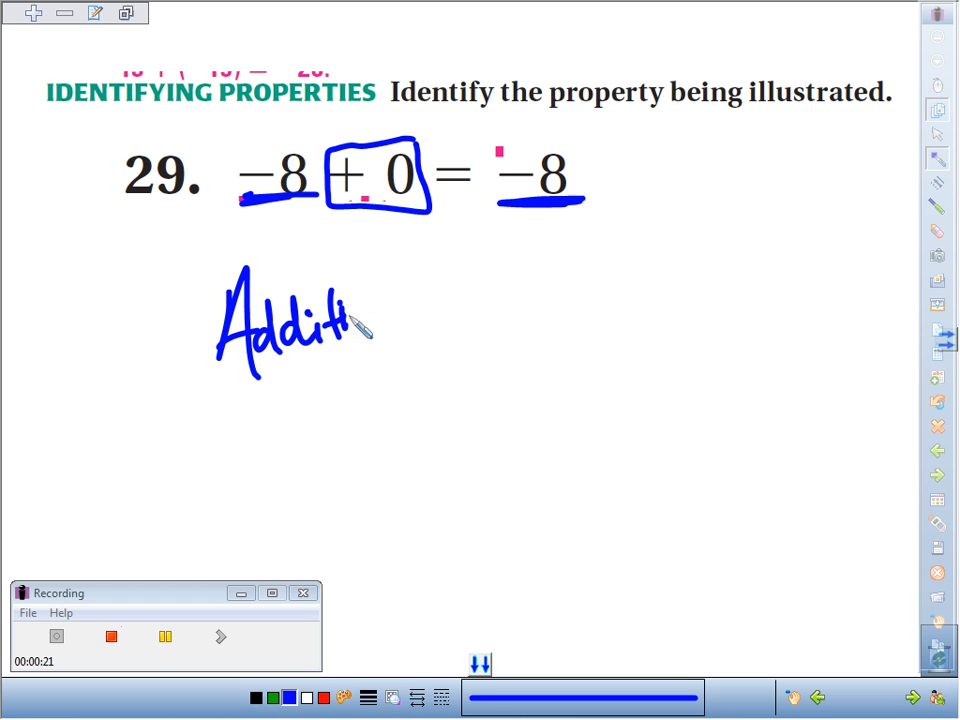 IDENTIFYING PROPERTIES Identify the property being illustrated.
29. −8 + 0 = −8
Additi
Recording
File Help
00:00:21